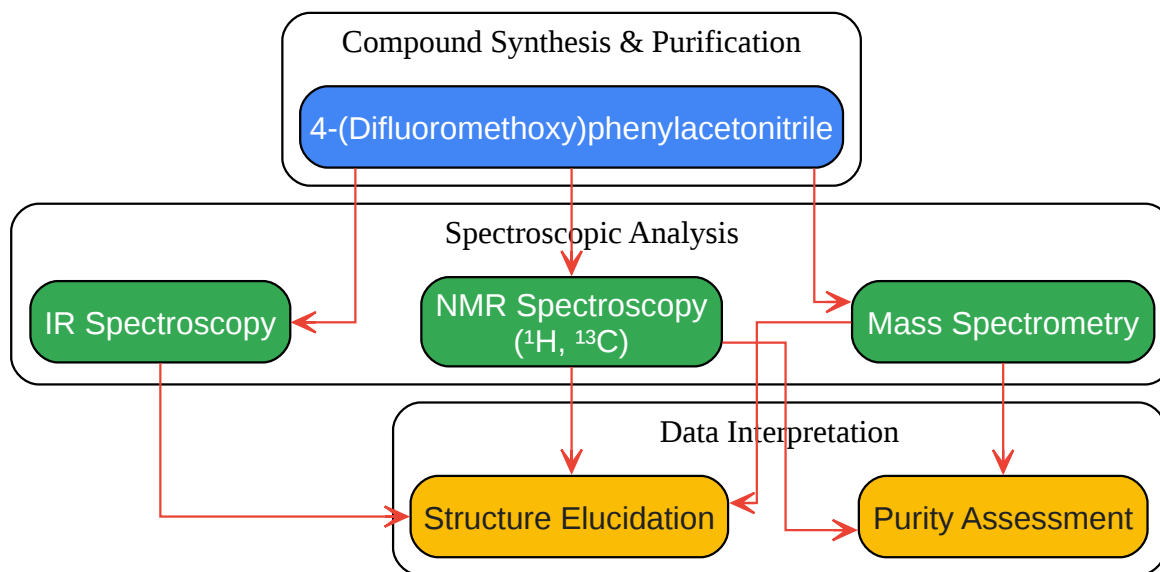 Compound Synthesis & Purification
4-(Difluoromethoxy)phenylacetonitrile
Spectroscopic Analysis
IR Spectroscopy
NMR Spectroscopy
(¹H, ¹³C)
Mass Spectrometry
Data Interpretation
Structure Elucidation
Purity Assessment